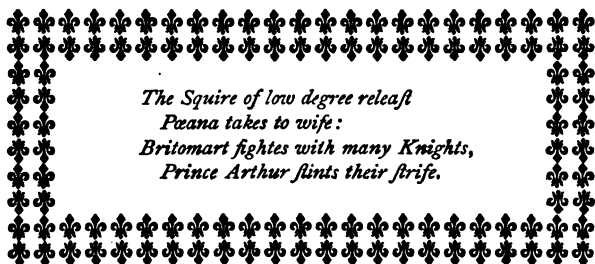 The Squire of low degree releaſt
Pœana takes to wife:
Britomart fightes with many Knights,
Prince Arthur ſtints their ſtrife.